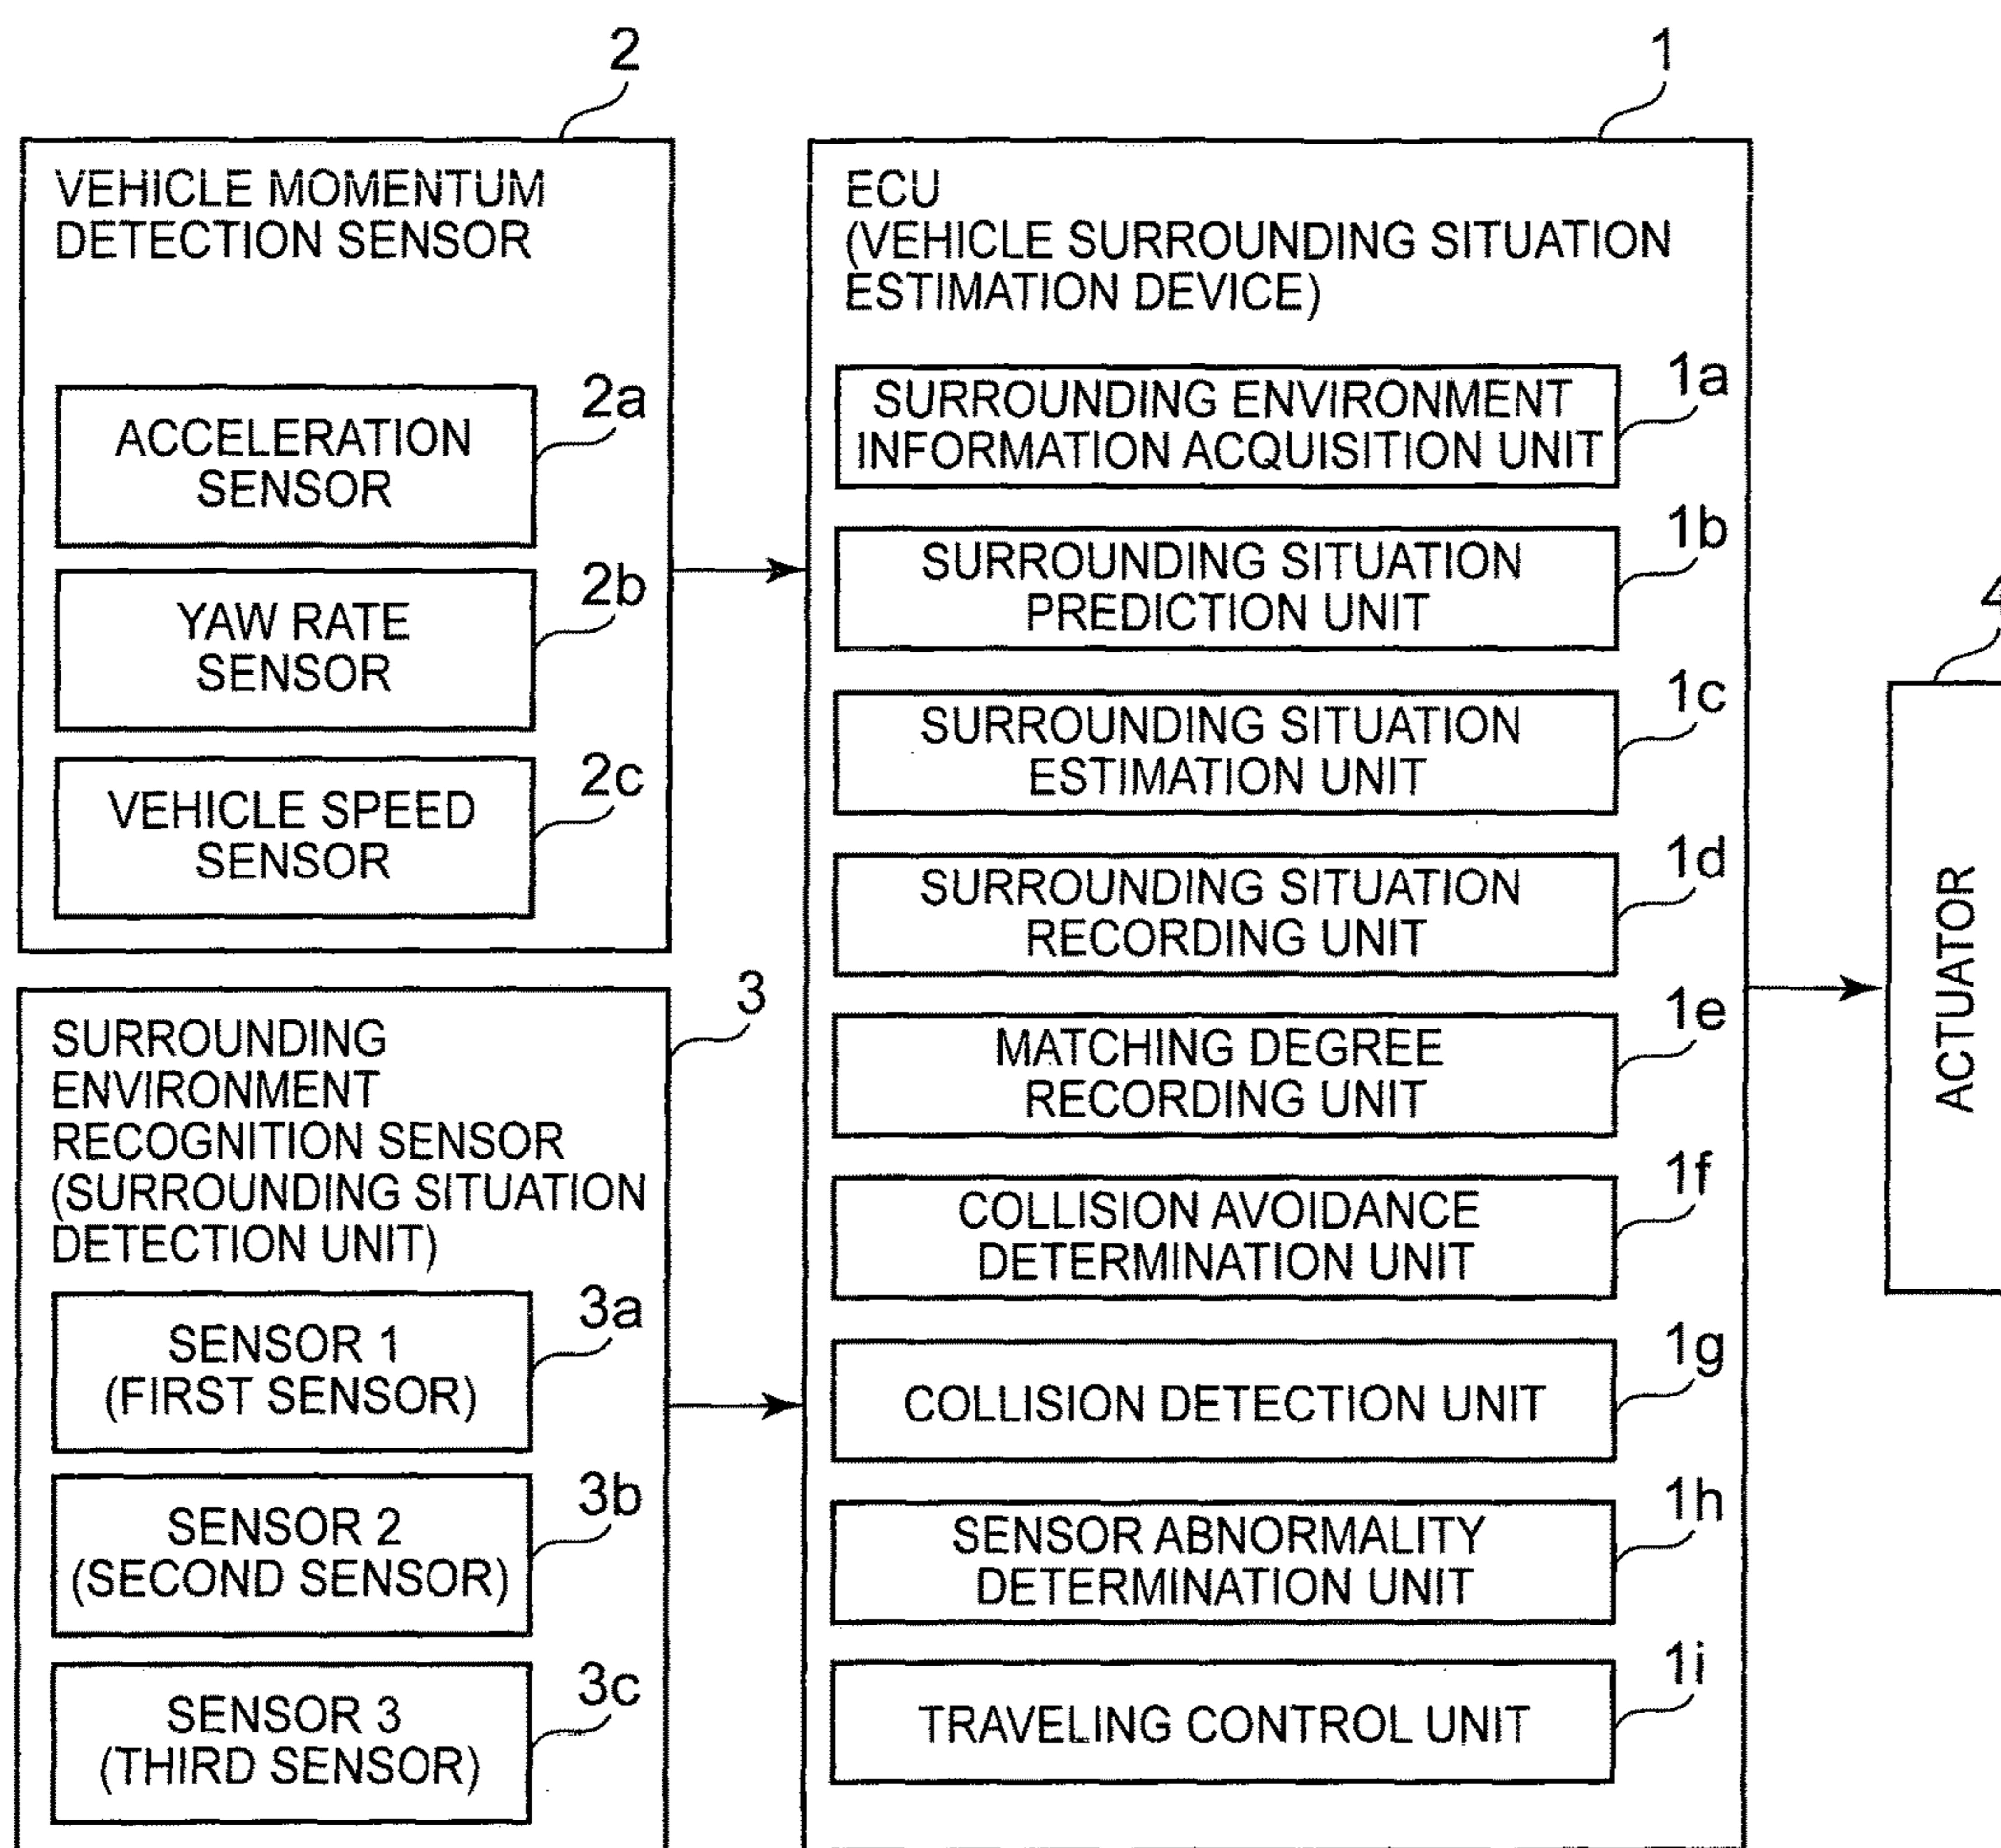 2
VEHICLE MOMENTUM
DETECTION SENSOR
2a
ACCELERATION
SENSOR
2b
YAW RATE
SENSOR
2c
VEHICLE SPEED
SENSOR
3
SURROUNDING
ENVIRONMENT
RECOGNITION SENSOR
(SURROUNDING SITUATION
DETECTION UNIT)
3a
SENSOR 1
(FIRST SENSOR)
3b
SENSOR 2
(SECOND SENSOR)
3c
SENSOR 3
(THIRD SENSOR)
1
ECU
(VEHICLE SURROUNDING SITUATION
ESTIMATION DEVICE)
1a
SURROUNDING ENVIRONMENT
INFORMATION ACQUISITION UNIT
1b
SURROUNDING SITUATION
PREDICTION UNIT
1c
SURROUNDING SITUATION
ESTIMATION UNIT
1d
SURROUNDING SITUATION
RECORDING UNIT
1e
MATCHING DEGREE
RECORDING UNIT
1f
COLLISION AVOIDANCE
DETERMINATION UNIT
1g
COLLISION DETECTION UNIT
1h
SENSOR ABNORMALITY
DETERMINATION UNIT
1i
TRAVELING CONTROL UNIT
4
ACTUATOR